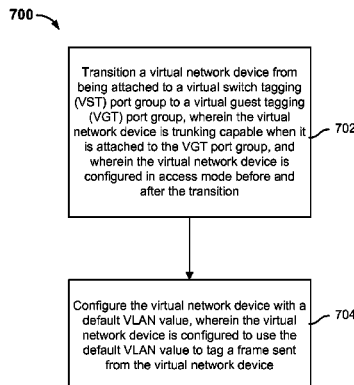 700
Transition a virtual network device from
being attached to a virtual switch tagging
(VST) port group to a virtual guest tagging
(VGT) port group, wherein the virtual
network device is trunking capable when it
is attached to the VGT port group, and
wherein the virtual network device is
configured in access mode before and
after the transition
702
Configure the virtual network device with a
default VLAN value, wherein the virtual
network device is configured to use the
default VLAN value to tag a frame sent
from the virtual network device
704